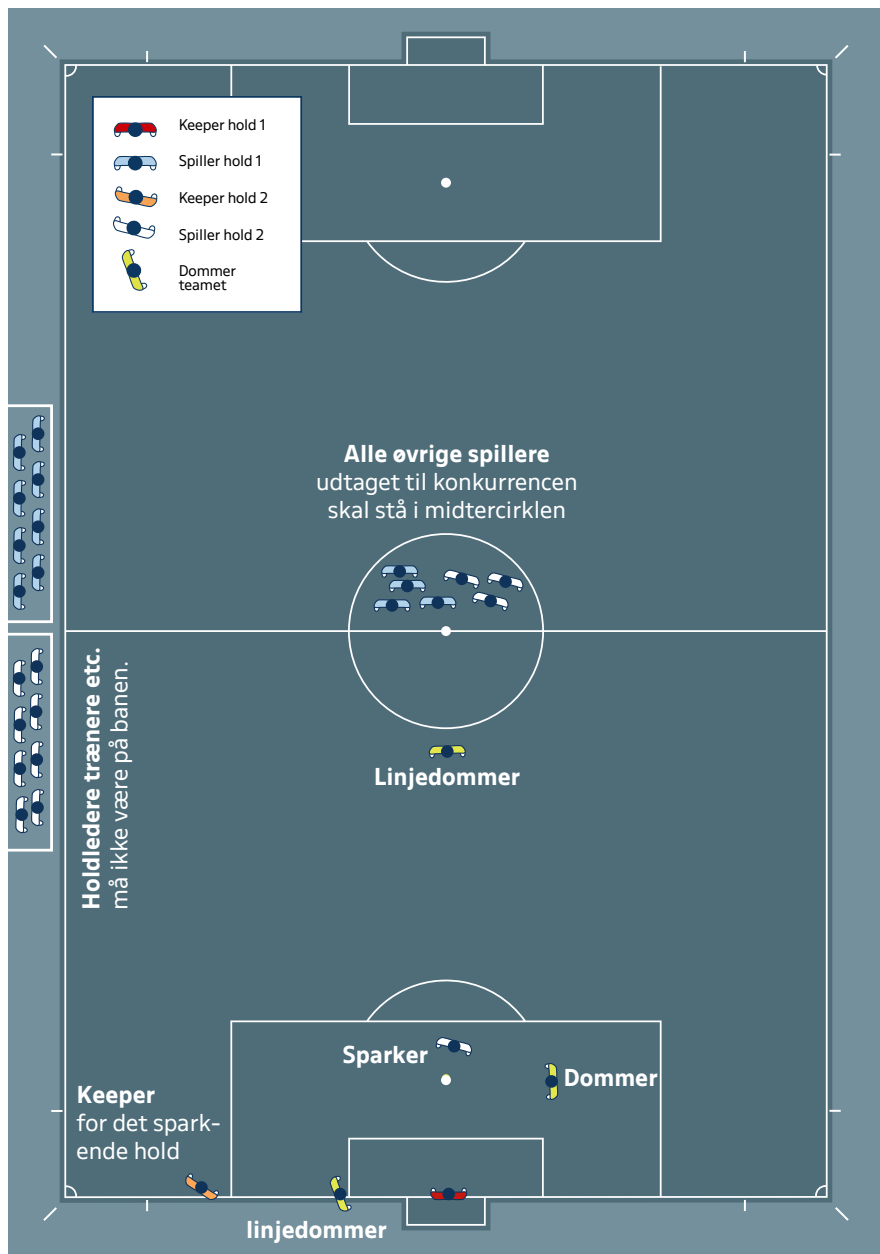 Keeper hold 1
Spiller hold 1
Keeper hold 2
Spiller hold 2
Dommer
teamet
Alle øvrige spillere
udtaget til konkurrencen
skal stå i midtercirklen
Holdledere trænere etc.
må ikke være på banen.
Linjedommer
Sparker
Dommer
Keeper
for det spark-
ende hold
linjedommer